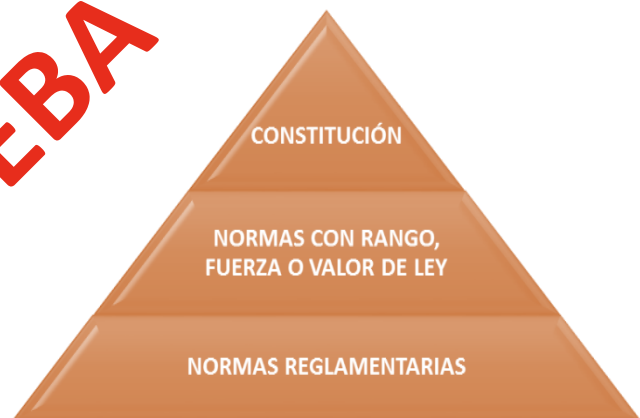 EBA
CONSTITUCIÓN
NORMAS CON RANGO,
FUERZA O VALOR DE LEY
NORMAS REGLAMENTARIAS